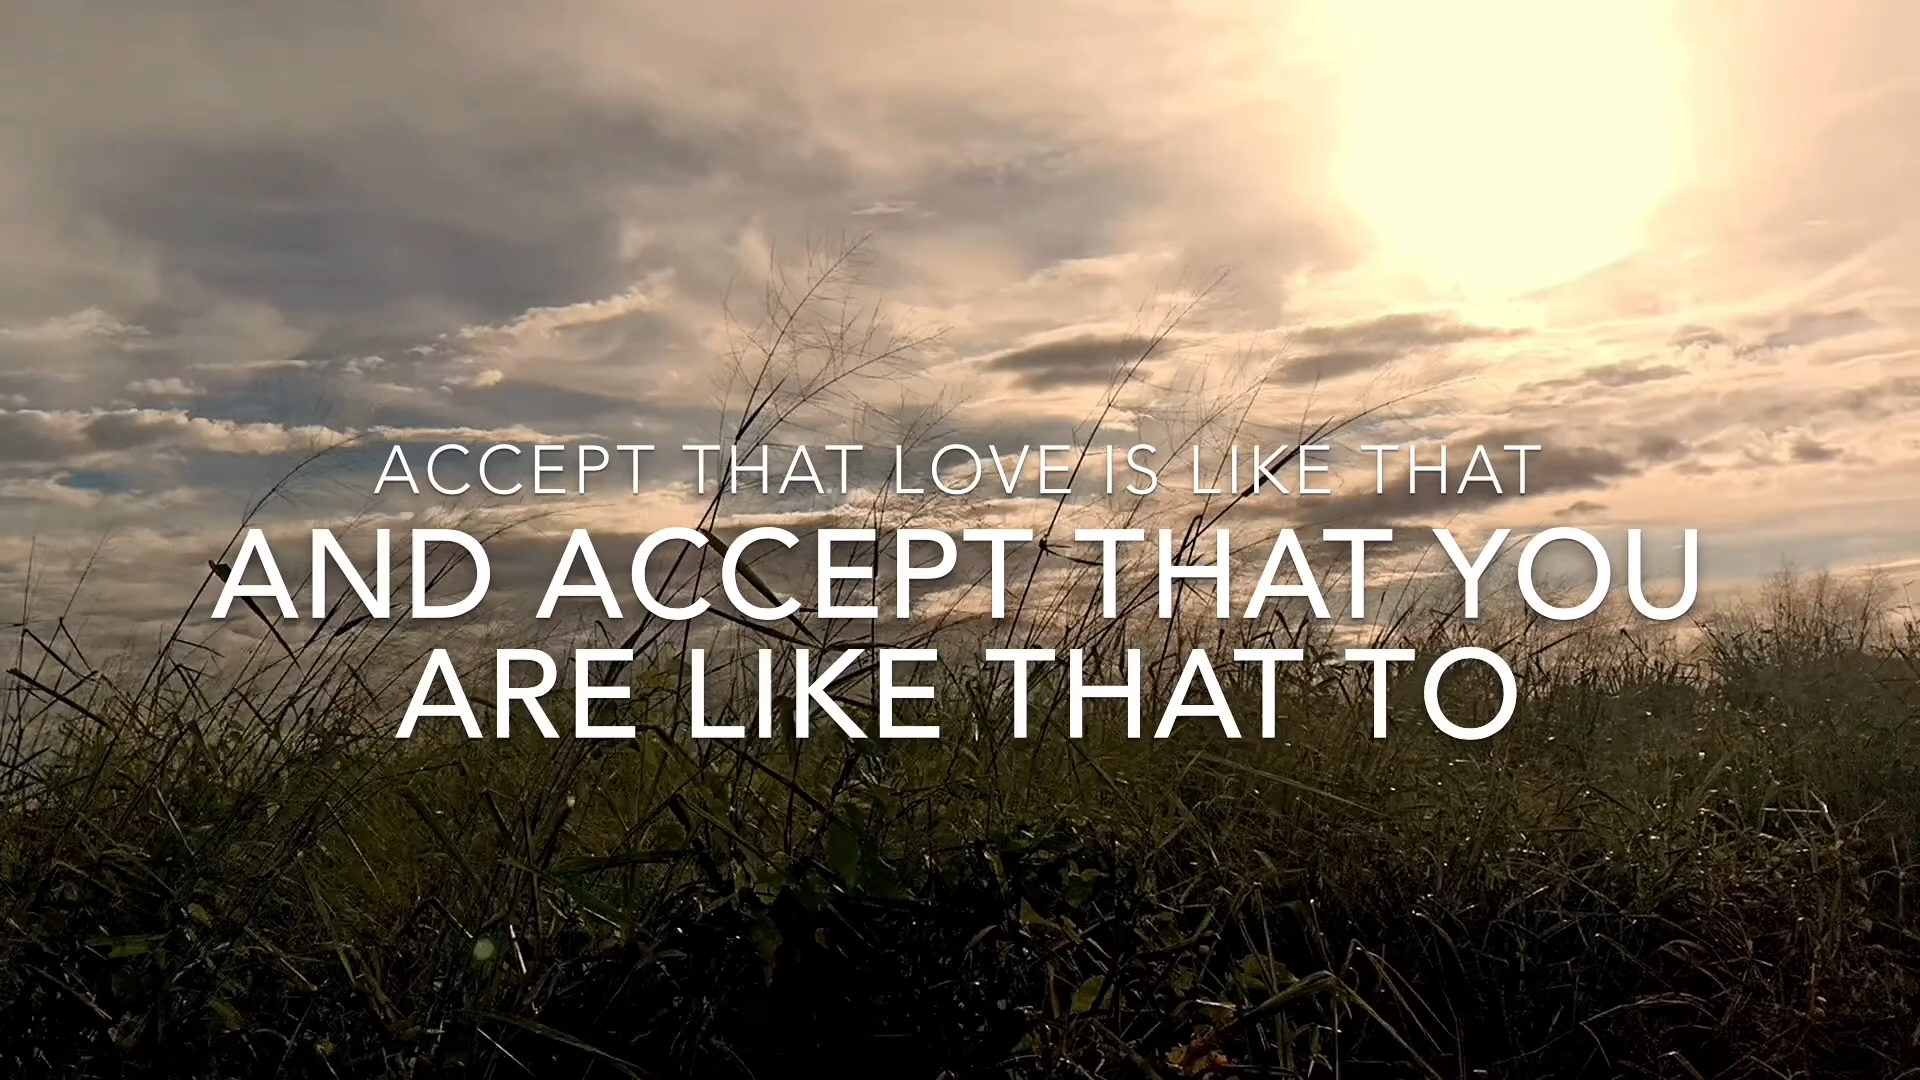 ACCEPT THAT LOVE IS LIKE THAT
AND ACCEPT THAT YOU
ARE LIKE THAT TO